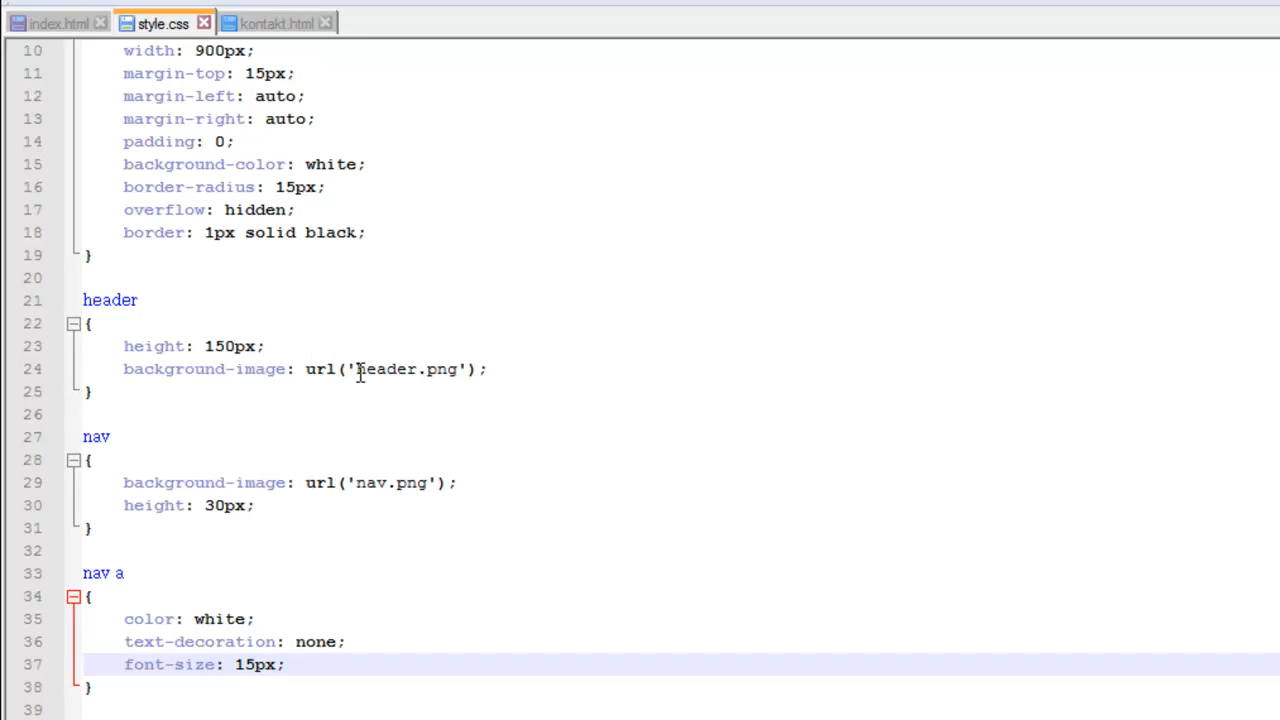 index.html style.css kontakt.html
10 width: 900px;
11 margin-top: 15px;
12 margin-left: auto;
13 margin-right: auto;
14 padding: 0;
15 background-color: white;
16 border-radius: 15px;
17 overflow: hidden;
18 border: 1px solid black;
19 }
20
21 header
22 {
23 height: 150px;
24 background-image: url('header.png');
25 }
26
27 nav
28 {
29 background-image: url('nav.png');
30 height: 30px;
31 }
32
33 nav a
34 {
35 color: white;
36 text-decoration: none;
37 font-size: 15px;
38 }
39